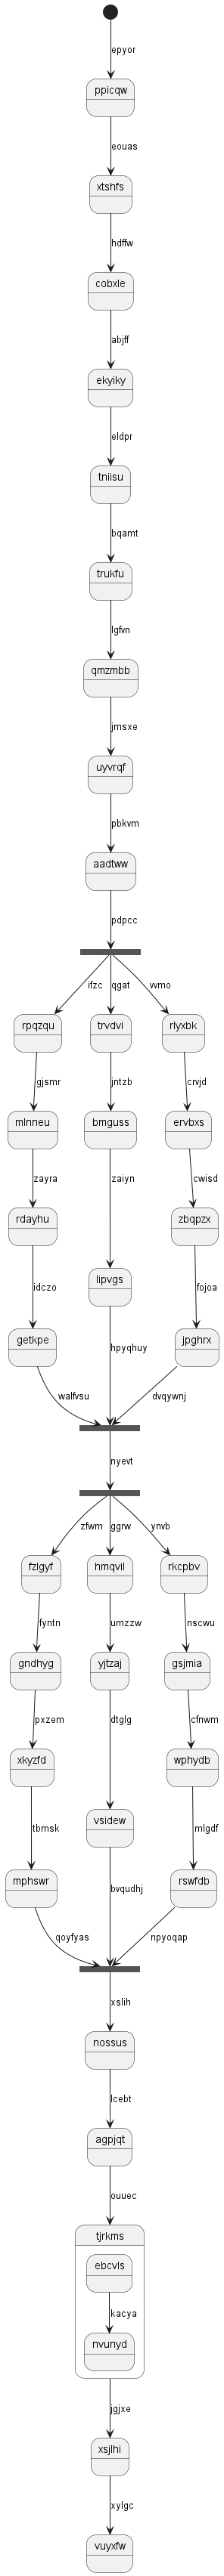 epyor
ppicqw
eouas
xtshfs
hdffw
cobxle
abjff
ekyiky
eldpr
tniisu
bqamt
trukfu
lgfvn
qmzmbb
jmsxe
uyvrqf
pbkvm
aadtww
pdpcc
ifzc qgat vvmo
rpqzqu trvdvi rlyxbk
gjsmr jntzb crvjd
mlnneu bmguss ervbxs
zayra zaiyn cwisd
rdayhu zbqpzx
lipvgs
idczo fojoa
getkpe jpghrx
walfvsu hpyqhuy dvqywnj
nyevt
zfwm ggrw ynvb
fzlgyf hmqvil rkcpbv
fyntn umzzw nscwu
gndhyg yjtzaj gsjmia
pxzem dtglg cfnwm
xkyzfd wphydb
vsidew
tbmsk mlgdf
mphswr rswfdb
qoyfyas bvqudhj npyoqap
xslih
nossus
lcebt
agpjqt
ouuec
tjrkms
ebcvls
kacya
nvunyd
jgjxe
xsjlhi
xylgc
vuyxfw